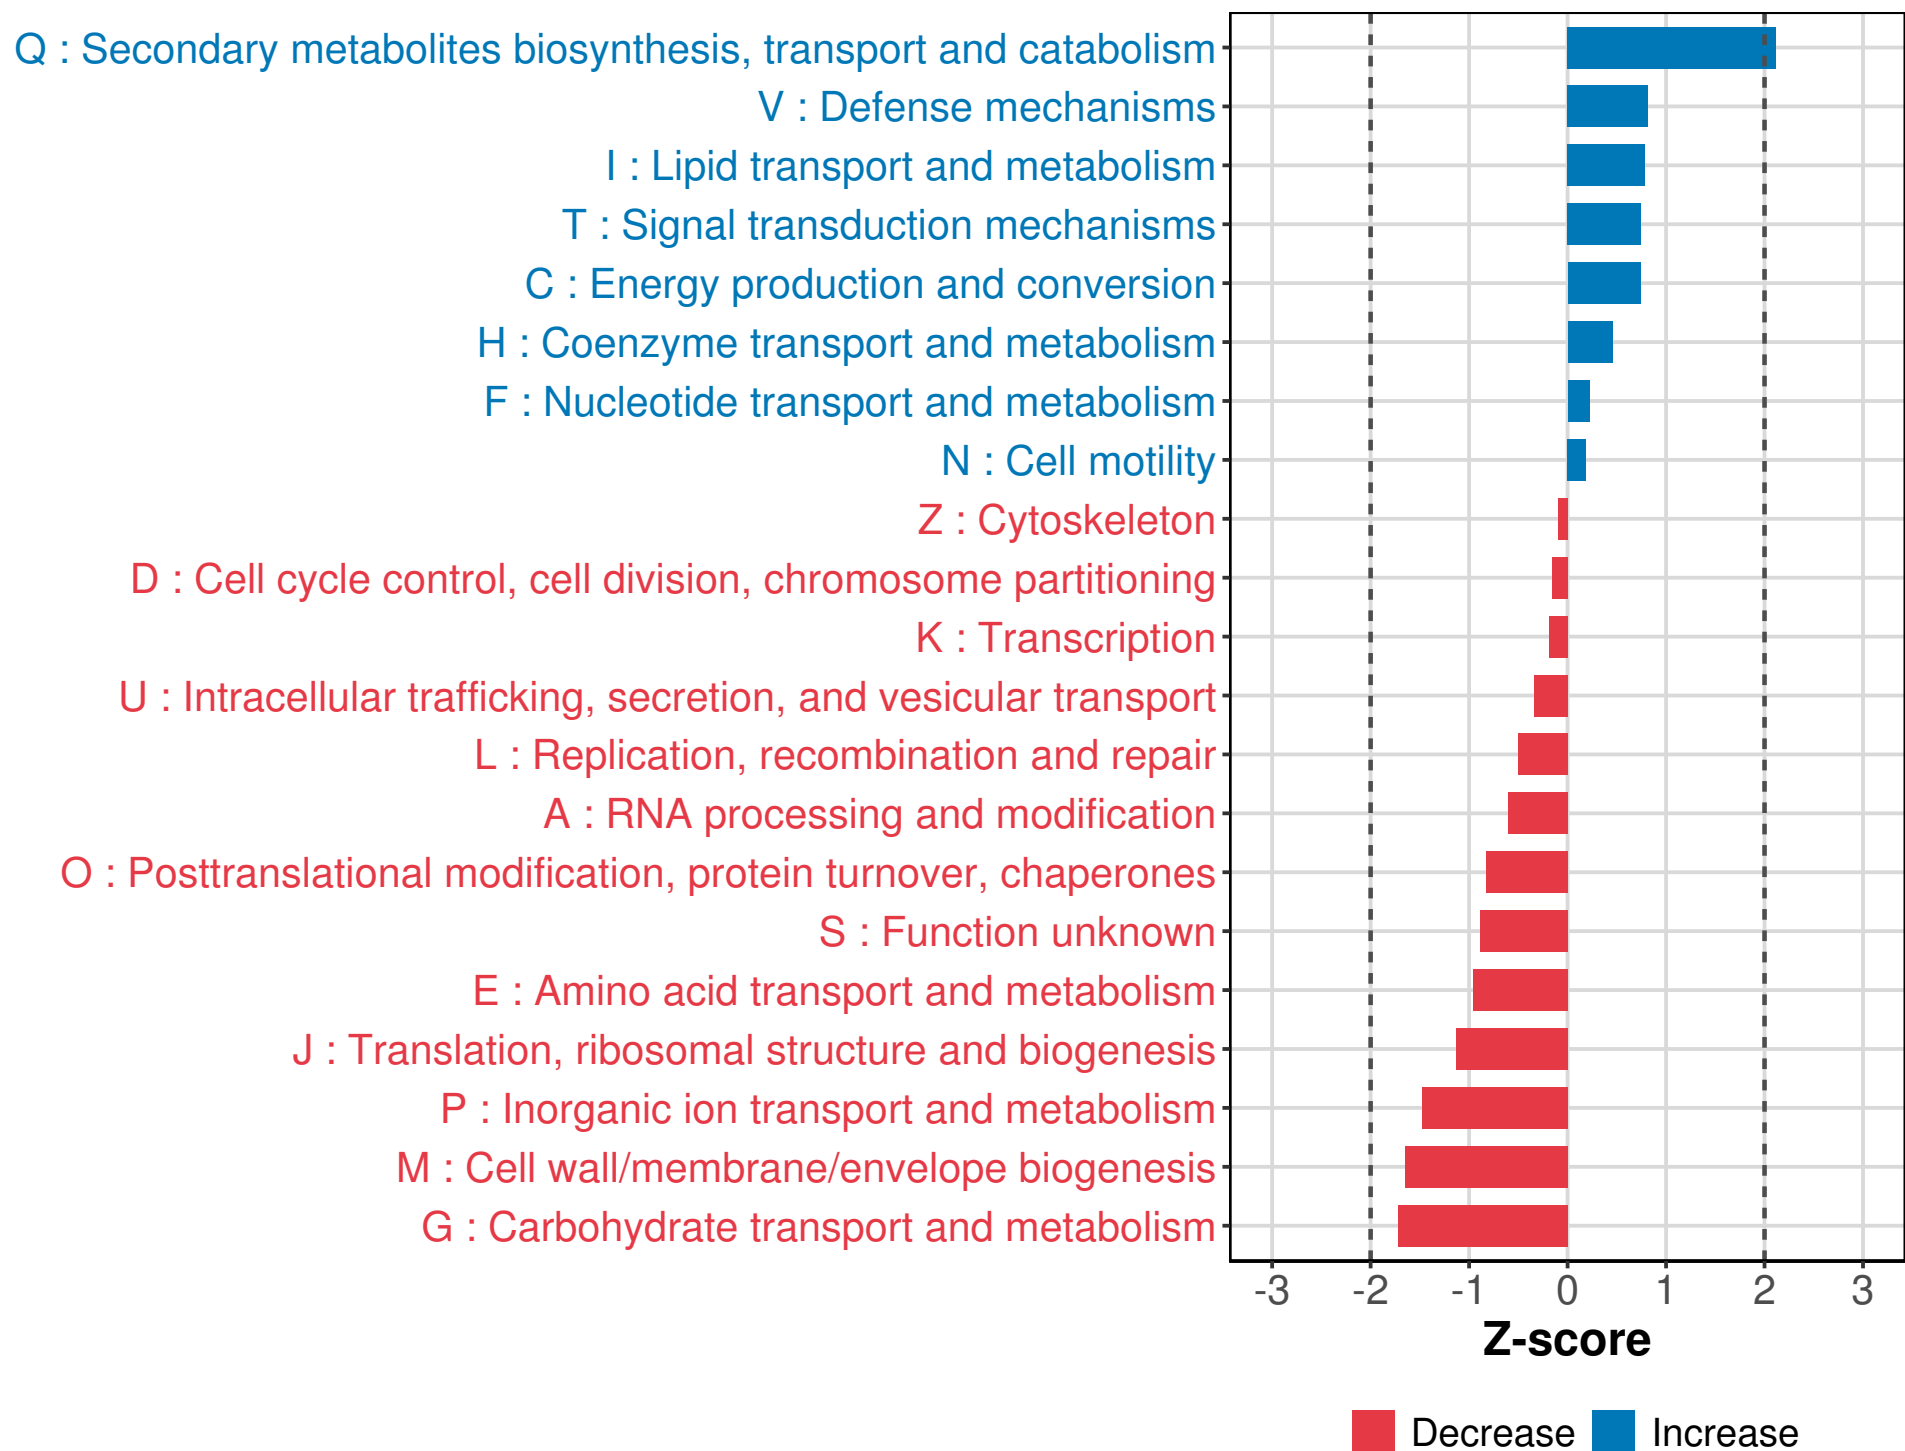 Q : Secondary metabolites biosynthesis, transport and catabolism
V : Defense mechanisms
I : Lipid transport and metabolism
T : Signal transduction mechanisms
C : Energy production and conversion
H : Coenzyme transport and metabolism
F : Nucleotide transport and metabolism
N : Cell motility
Z : Cytoskeleton
D : Cell cycle control, cell division, chromosome partitioning
K : Transcription
U : Intracellular trafficking, secretion, and vesicular transport
L : Replication, recombination and repair
A : RNA processing and modification
O : Posttranslational modification, protein turnover, chaperones
S : Function unknown
E : Amino acid transport and metabolism
J : Translation, ribosomal structure and biogenesis
P : Inorganic ion transport and metabolism
M : Cell wall/membrane/envelope biogenesis
G : Carbohydrate transport and metabolism
-3 -2 -1 0 1 2 3
Z-score
Decrease Increase